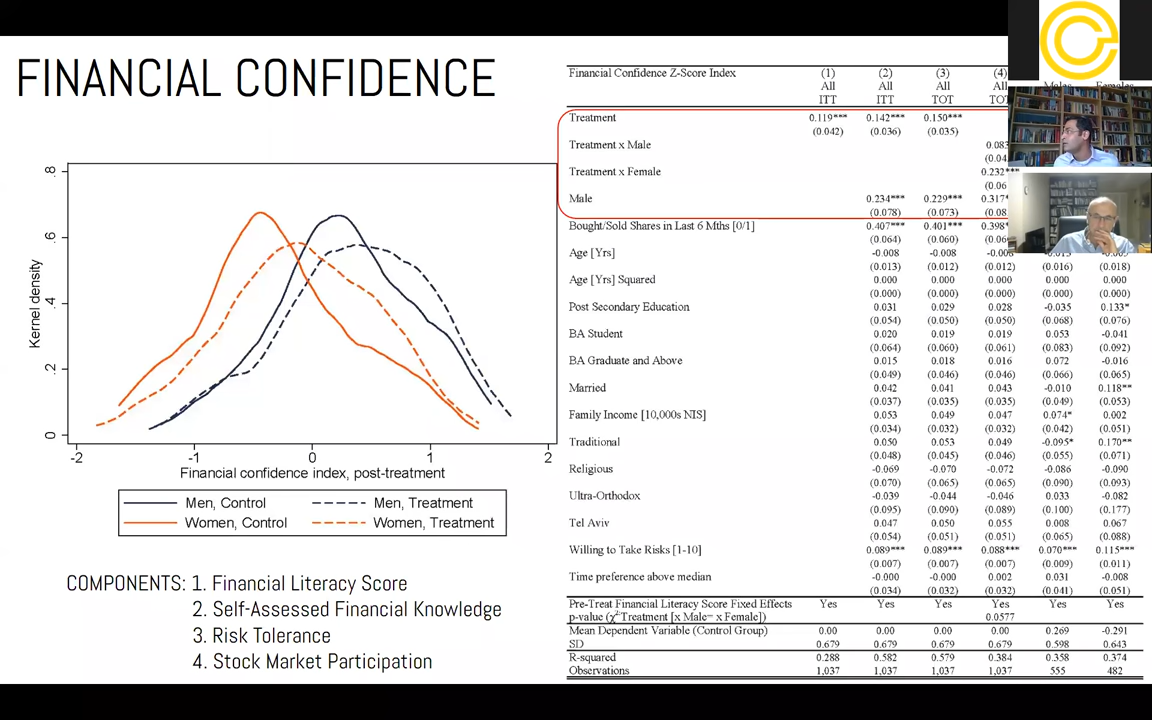 FINANCIAL CONFIDENCE
.8
.6
.4
.2
0
Kernel density
-2 -1 0 1 2
Financial confidence index, post-treatment
Men, Control Men, Treatment
Women, Control Women, Treatment
COMPONENTS: 1. Financial Literacy Score
2. Self-Assessed Financial Knowledge
3. Risk Tolerance
4. Stock Market Participation
Financial Confidence Z-Score Index (1) (2) (3) (4)
All All All All
ITT ITT TOT
Treatment 0.119*** 0.142*** 0.150***
(0.042) (0.036) (0.035)
Treatment x Male
Treatment x Female 0.232***
Male 0.234*** 0.229***
(0.078) (0.073)
Bought/Sold Shares in Last 6 Mths [0/1] 0.407*** 0.401***
(0.064) (0.060)
Age [Yrs] -0.008 -0.008
(0.013) (0.012) (0.012) (0.016) (0.018)
Age [Yrs] Squared 0.000 0.000 0.000 0.000 0.000
(0.000) (0.000) (0.000) (0.000) (0.000)
Post Secondary Education 0.031 0.029 0.028 -0.035 0.133*
(0.054) (0.050) (0.050) (0.068) (0.076)
BA Student 0.020 0.019 0.019 0.053 -0.041
(0.064) (0.060) (0.061) (0.083) (0.092)
BA Graduate and Above 0.015 0.018 0.016 0.072 -0.016
(0.049) (0.046) (0.046) (0.066) (0.065)
Married 0.042 0.041 0.043 -0.010 0.118**
(0.037) (0.035) (0.035) (0.049) (0.053)
Family Income [10,000s NIS] 0.053 0.049 0.047 0.074* 0.002
(0.034) (0.032) (0.032) (0.042) (0.051)
Traditional 0.050 0.053 0.049 -0.095* 0.170**
(0.048) (0.045) (0.046) (0.055) (0.071)
Religious -0.069 -0.070 -0.072 -0.086 -0.090
(0.070) (0.065) (0.065) (0.090) (0.093)
Ultra-Orthodox -0.039 -0.044 -0.046 0.033 -0.082
(0.095) (0.090) (0.089) (0.100) (0.177)
Tel Aviv 0.047 0.050 0.055 0.008 0.067
(0.054) (0.051) (0.051) (0.065) (0.088)
Willing to Take Risks [1-10] 0.089*** 0.089*** 0.088*** 0.070*** 0.115***
(0.007) (0.007) (0.007) (0.009) (0.011)
Time preference above median -0.000 -0.000 0.002 0.031 -0.008
(0.034) (0.032) (0.032) (0.041) (0.051)
Pre-Treat Financial Literacy Score Fixed Effects Yes Yes Yes Yes Yes Yes
p-value (χ² Treatment [x Male= x Female]) 0.0577
Mean Dependent Variable (Control Group) 0.00 0.00 0.00 0.00 0.269 -0.291
SD 0.679 0.679 0.679 0.679 0.598 0.643
R-squared 0.288 0.582 0.579 0.384 0.358 0.374
Observations 1,037 1,037 1,037 1,037 555 482